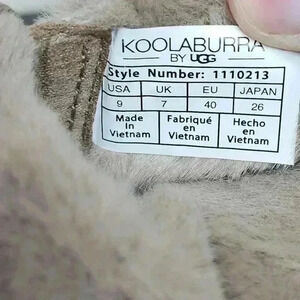 KOOLABURRA
BY UGG
Style Number: 1110213
USA UK EU JAPAN
9 7 40 26
Made in Vietnam Fabriqué en Vietnam Hecho en Vietnam